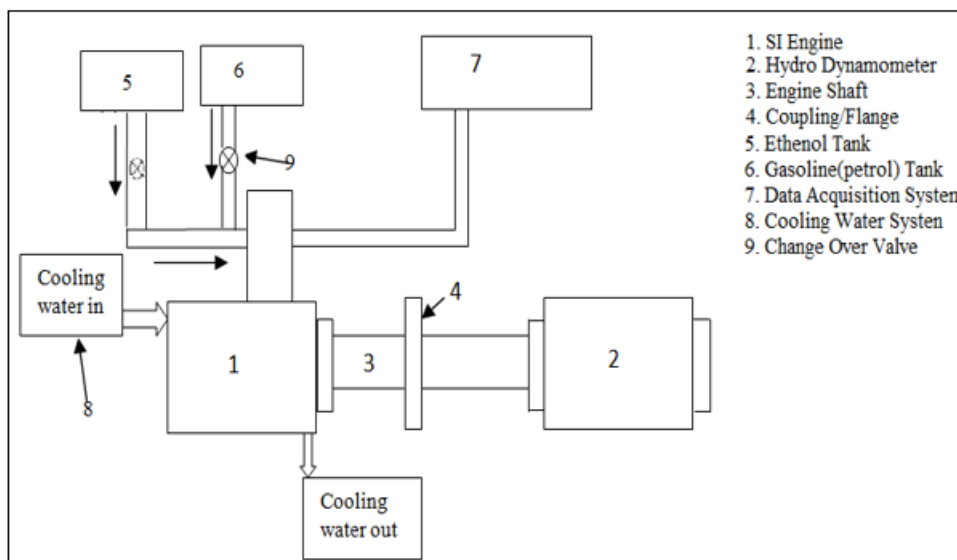 5
6
7
9
1. SI Engine
2. Hydro Dynamometer
3. Engine Shaft
4. Coupling/Flange
5. Ethenol Tank
6. Gasoline(petrol) Tank
7. Data Acquisition System
8. Cooling Water Systen
9. Change Over Valve
Cooling
water in
4
1
3
2
8
Cooling
water out